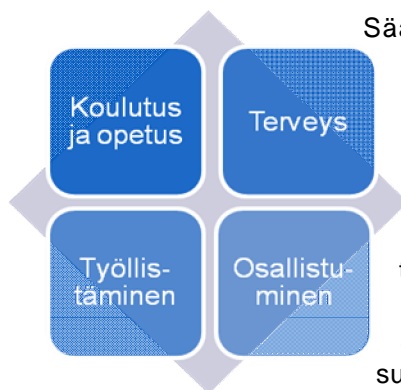 Koulutus
ja opetus
Terveys
Työllis-
täminen
Osallistu-
minen